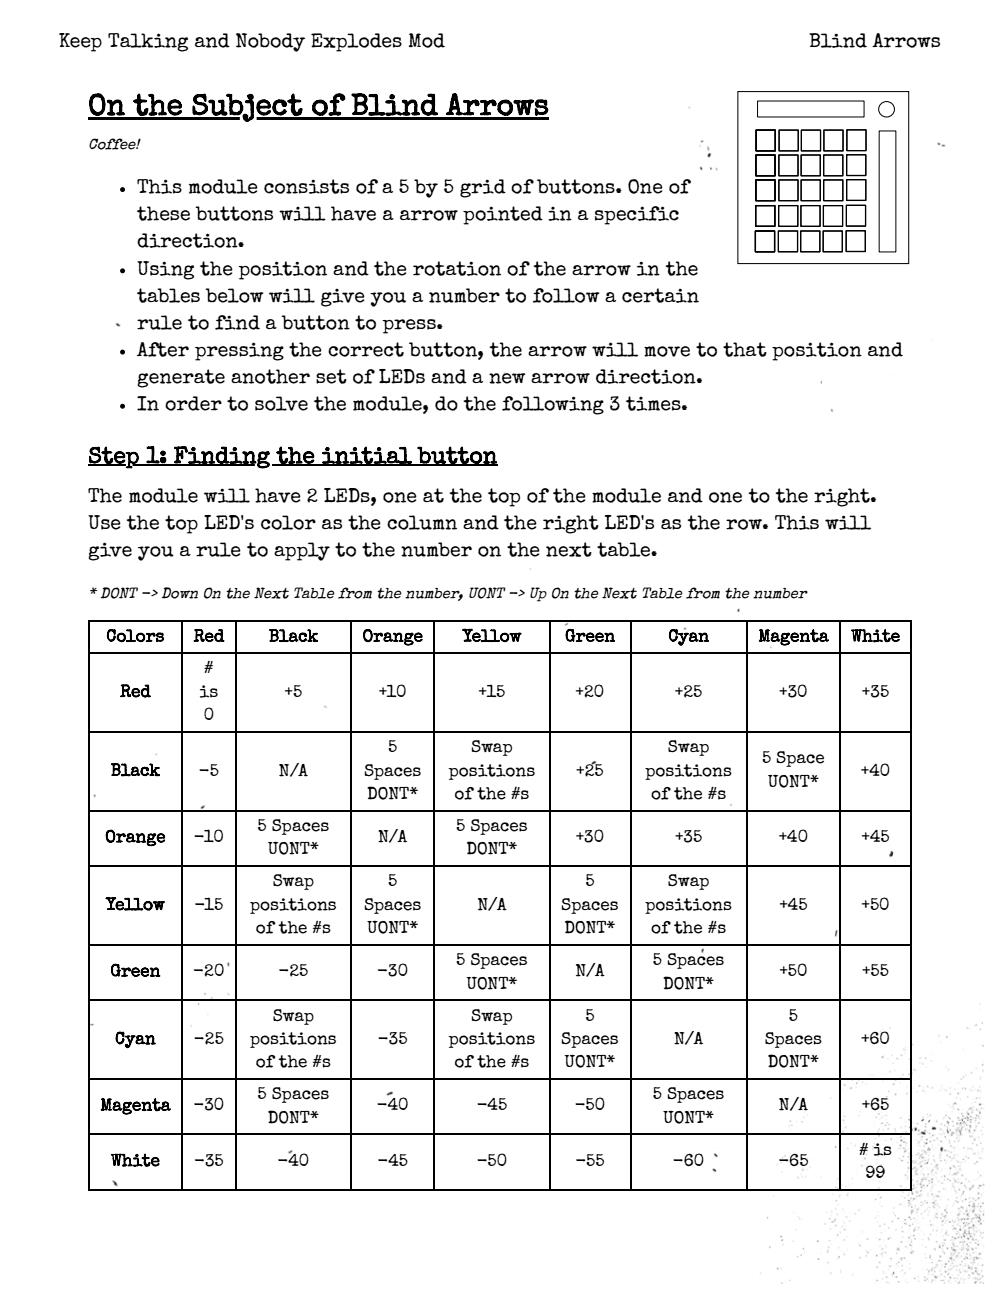 Keep Talking and Nobody Explodes Mod Blind Arrows
On the Subject of Blind Arrows
Coffee!
• This module consists of a 5 by 5 grid of buttons. One of
these buttons will have a arrow pointed in a specific
direction.
• Using the position and the rotation of the arrow in the
tables below will give you a number to follow a certain
rule to find a button to press.
• After pressing the correct button, the arrow will move to that position and
generate another set of LEDs and a new arrow direction.
• In order to solve the module, do the following 3 times.
Step 1: Finding the initial button
The module will have 2 LEDs, one at the top of the module and one to the right.
Use the top LED's color as the column and the right LED's as the row. This will
give you a rule to apply to the number on the next table.
* DONT -> Down On the Next Table from the number, UONT -> Up On the Next Table from the number
Colors Red Black Orange Yellow Green Cyan Magenta White
Red # is 0 +5 +10 +15 +20 +25 +30 +35
Black -5 N/A 5 Spaces DONT* Swap positions of the #s +25 Swap positions of the #s 5 Space UONT* +40
Orange -10 5 Spaces UONT* N/A 5 Spaces DONT* +30 +35 +40 +45
Yellow -15 Swap positions of the #s 5 Spaces UONT* N/A 5 Spaces DONT* Swap positions of the #s +45 +50
Green -20 -25 -30 5 Spaces UONT* N/A 5 Spaces DONT* +50 +55
Cyan -25 Swap positions of the #s -35 Swap positions of the #s 5 Spaces UONT* N/A 5 Spaces DONT* +60
Magenta -30 5 Spaces DONT* -40 -45 -50 5 Spaces UONT* N/A +65
White -35 -40 -45 -50 -55 -60 -65 # is 99